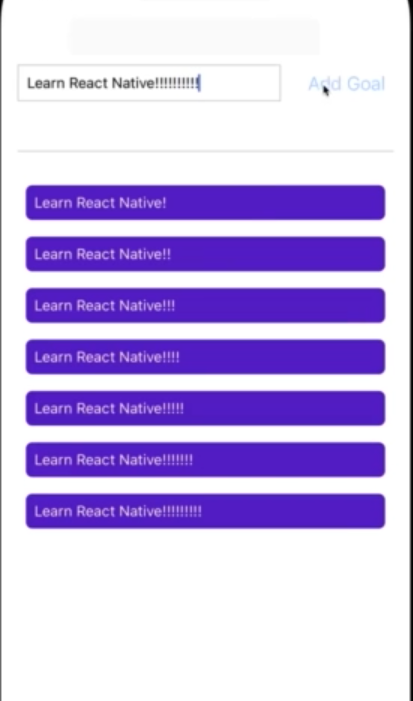 Learn React Native!!!!!!!!!!
Add Goal
Learn React Native!
Learn React Native!!
Learn React Native!!!
Learn React Native!!!!
Learn React Native!!!!!
Learn React Native!!!!!!!
Learn React Native!!!!!!!!!